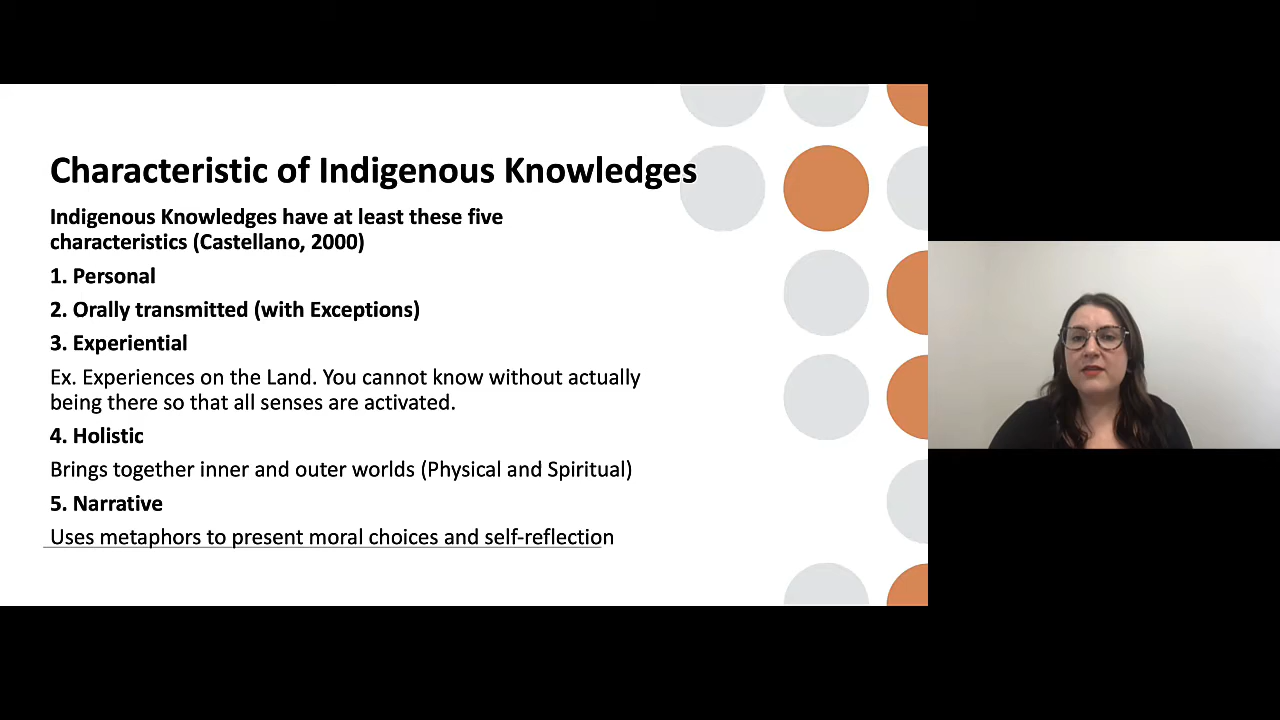 Characteristic of Indigenous Knowledges
Indigenous Knowledges have at least these five
characteristics (Castellano, 2000)
1. Personal
2. Orally transmitted (with Exceptions)
3. Experiential
Ex. Experiences on the Land. You cannot know without actually
being there so that all senses are activated.
4. Holistic
Brings together inner and outer worlds (Physical and Spiritual)
5. Narrative
Uses metaphors to present moral choices and self-reflection